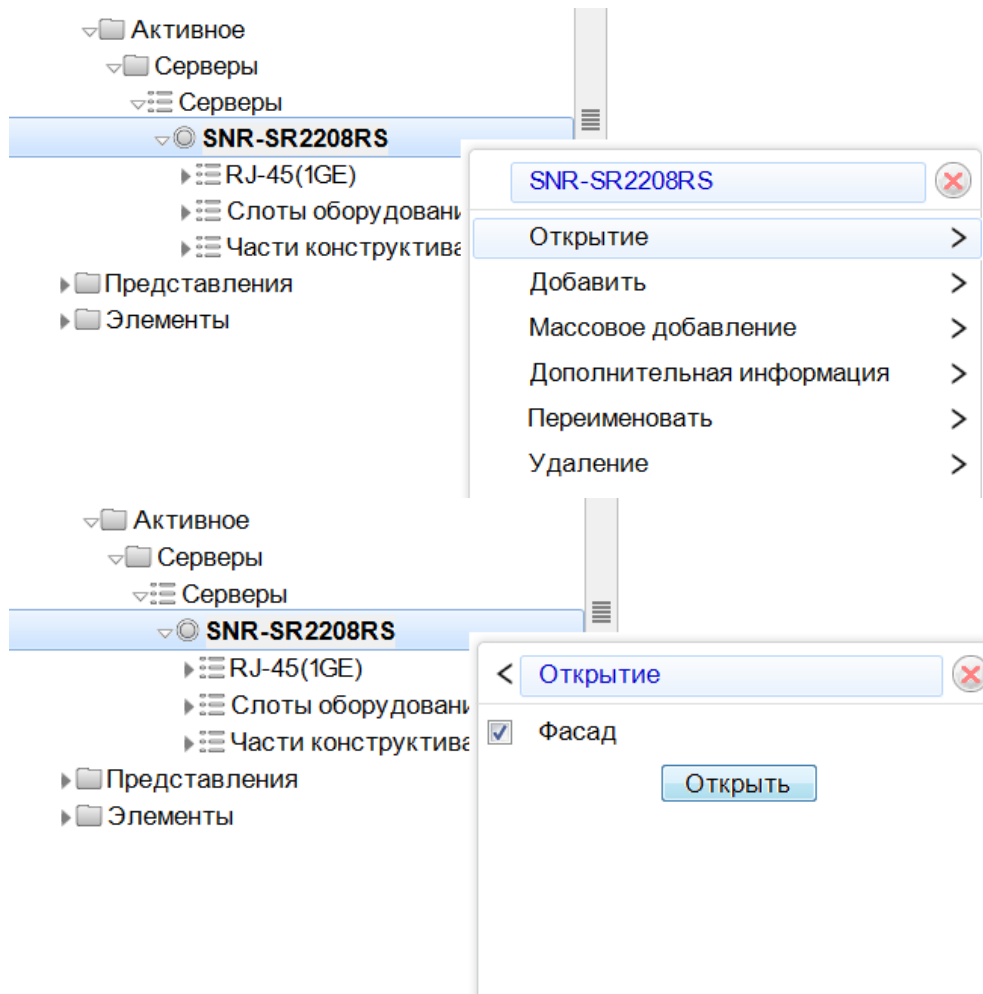 Активное
Серверы
Серверы
SNR-SR2208RS
RJ-45(1GE)
Слоты оборудовани
Части конструктива
Представления
Элементы
SNR-SR2208RS
Открытие
Добавить
Массовое добавление
Дополнительная информация
Переименовать
Удаление
Активное
Серверы
Серверы
SNR-SR2208RS
RJ-45(1GE)
Слоты оборудовани
Части конструктива
Представления
Элементы
Открытие
Фасад
Открыть